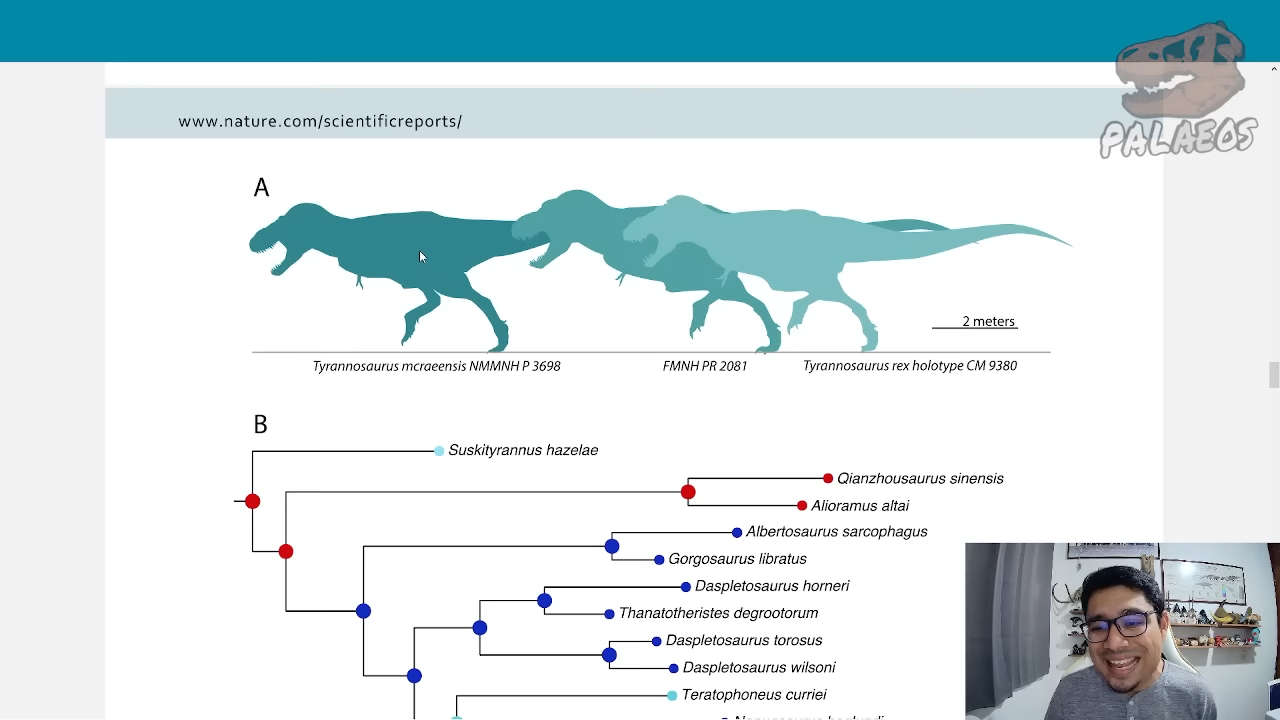 PALAEOS
www.nature.com/scientificreports/
A
2 meters
Tyrannosaurus mcraeensis NMMNH P 3698
FMNH PR 2081
Tyrannosaurus rex holotype CM 9380
B
Suskityrannus hazelae
Qianzhousaurus sinensis
Alioramus altai
Albertosaurus sarcophagus
Gorgosaurus libratus
Daspletosaurus horneri
Thanatotheristes degrootorum
Daspletosaurus torosus
Daspletosaurus wilsoni
Teratophoneus curriei